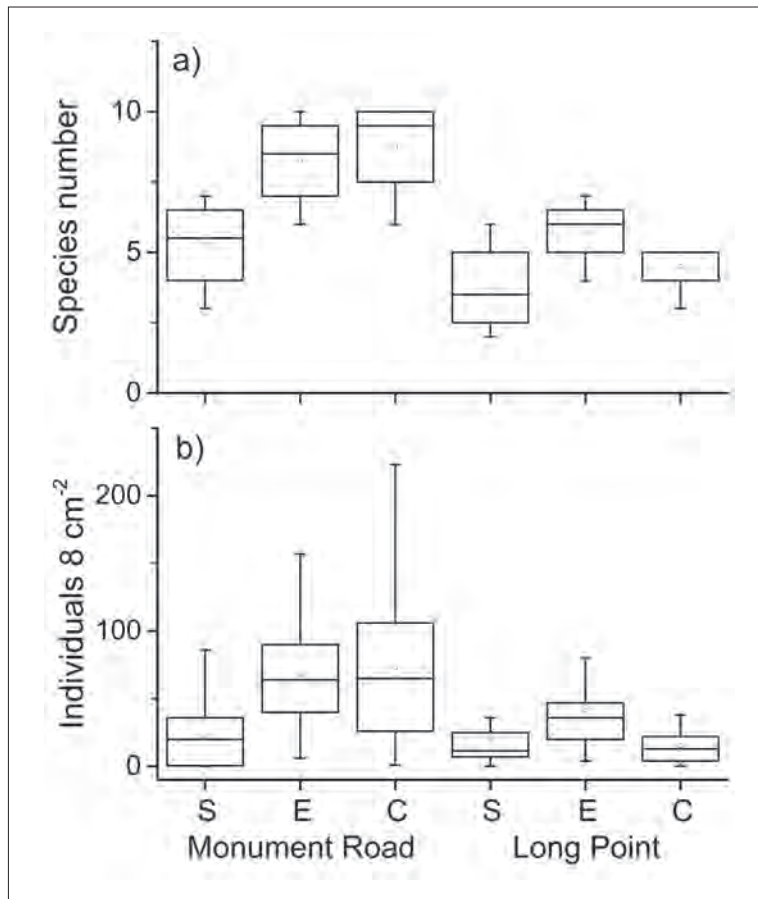 a)
Species number
10
5
0
b)
Individuals 8 cm-2
200
100
0
S E C S E C
Monument Road Long Point